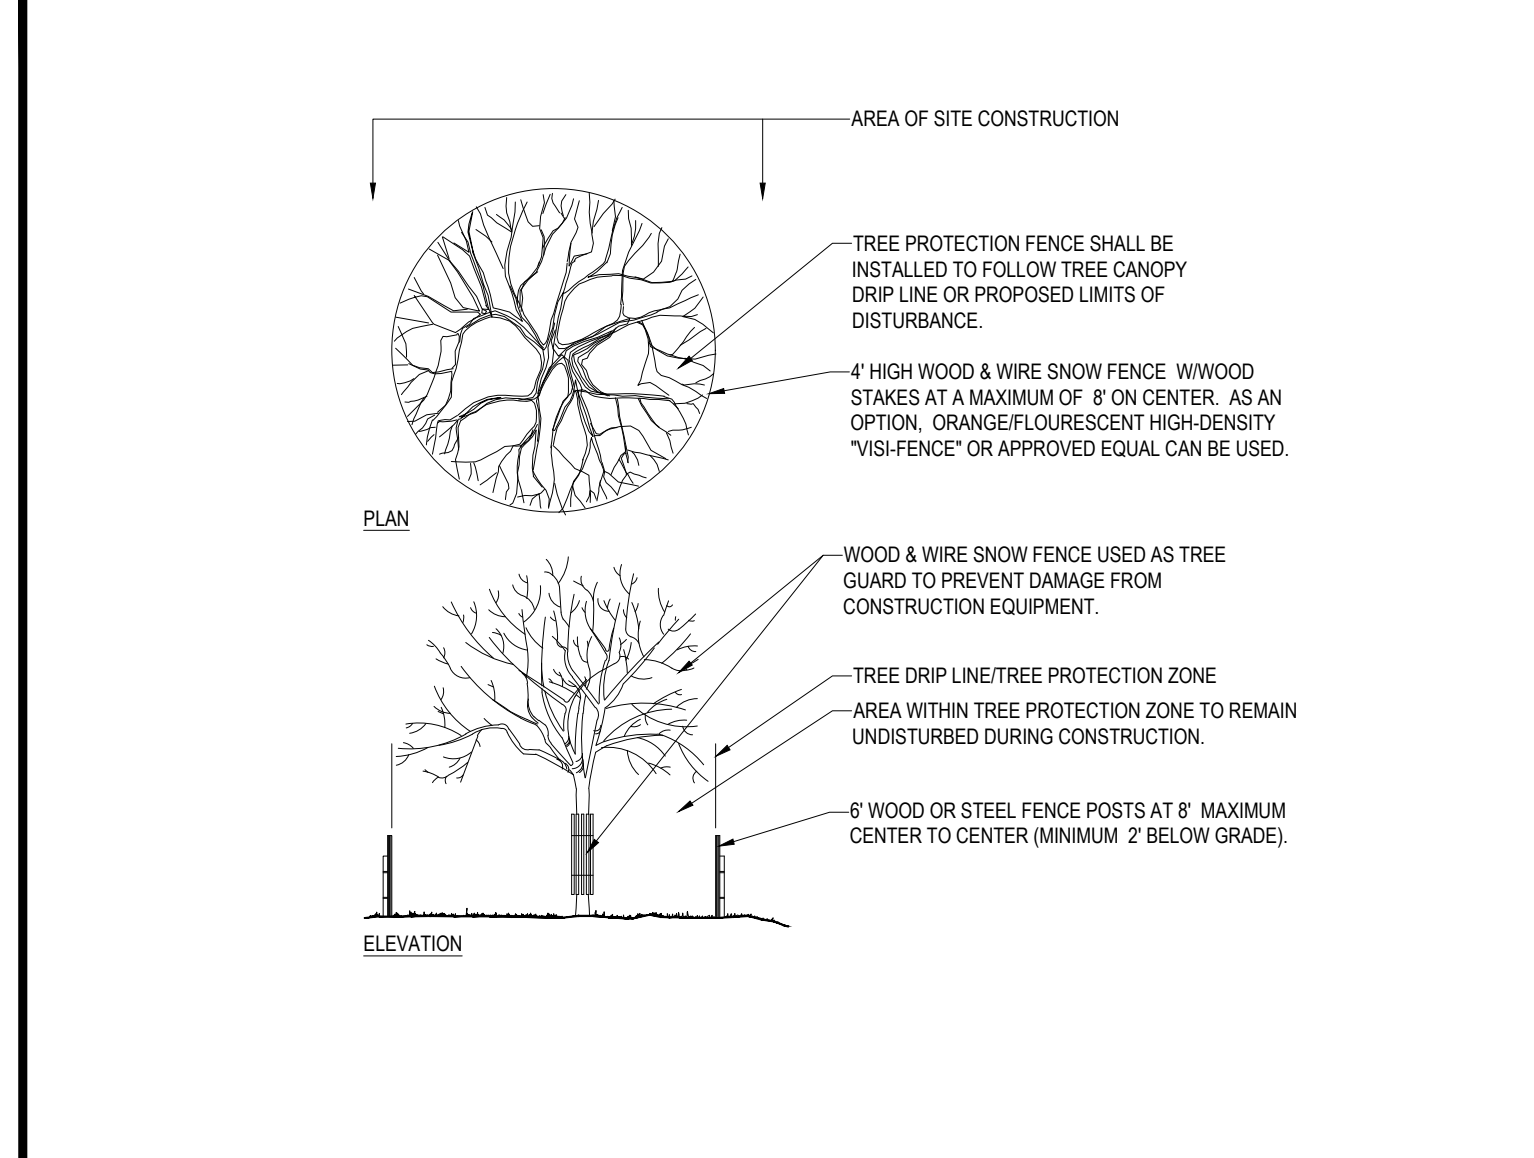 AREA OF SITE CONSTRUCTION
TREE PROTECTION FENCE SHALL BE
INSTALLED TO FOLLOW TREE CANOPY
DRIP LINE OR PROPOSED LIMITS OF
DISTURBANCE.
4' HIGH WOOD & WIRE SNOW FENCE W/WOOD
STAKES AT A MAXIMUM OF 8' ON CENTER. AS AN
OPTION, ORANGE/FLOURESCENT HIGH-DENSITY
"VISI-FENCE" OR APPROVED EQUAL CAN BE USED.
PLAN
WOOD & WIRE SNOW FENCE USED AS TREE
GUARD TO PREVENT DAMAGE FROM
CONSTRUCTION EQUIPMENT.
TREE DRIP LINE/TREE PROTECTION ZONE
AREA WITHIN TREE PROTECTION ZONE TO REMAIN
UNDISTURBED DURING CONSTRUCTION.
6' WOOD OR STEEL FENCE POSTS AT 8' MAXIMUM
CENTER TO CENTER (MINIMUM 2' BELOW GRADE).
ELEVATION